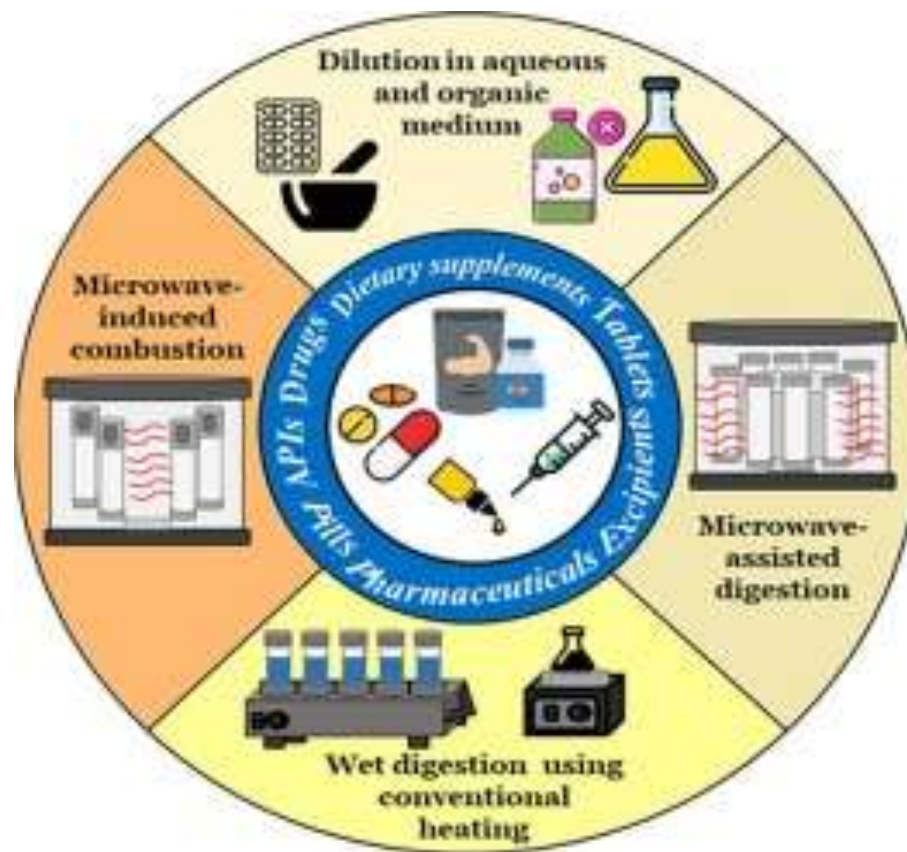 Dilution in aqueous
and organic
medium
Microwave-
induced
combustion
APIs Drugs Dietary supplements Tablets
Pills Pharmaceuticals Excipients
Microwave-
assisted
digestion
Wet digestion using
conventional
heating